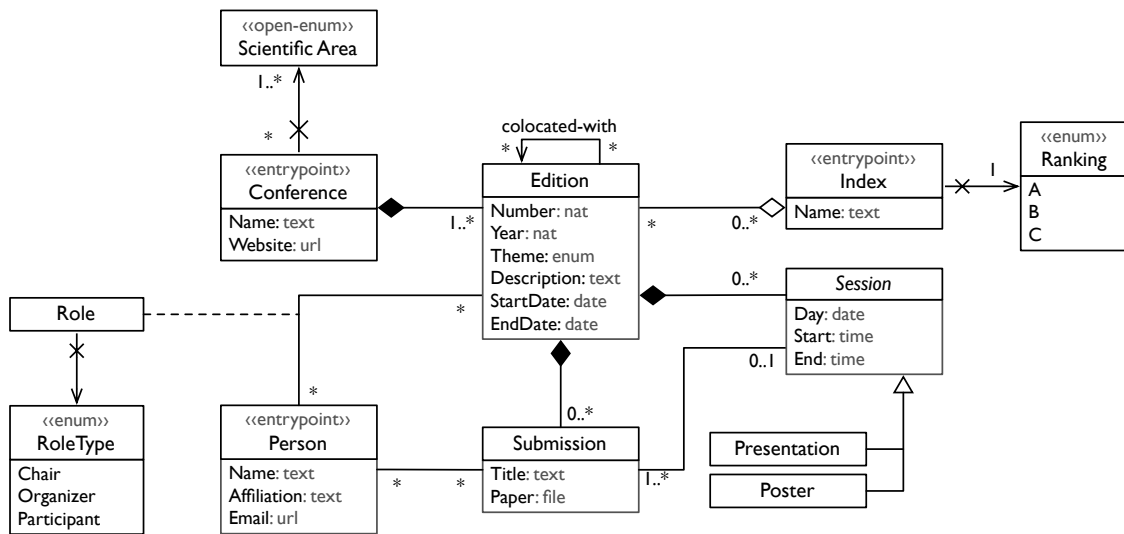 ‹‹open-enum››
Scientific Area
1..*
*
‹‹entrypoint››
Conference
Name: text
Website: url
1..*
colocated-with
*
*
Edition
Number: nat
Year: nat
Theme: enum
Description: text
StartDate: date
EndDate: date
*
0..*
‹‹entrypoint››
Index
Name: text
1
‹‹enum››
Ranking
A
B
C
0..*
Session
Day: date
Start: time
End: time
0..1
Role
*
*
‹‹enum››
RoleType
Chair
Organizer
Participant
‹‹entrypoint››
Person
Name: text
Affiliation: text
Email: url
*
*
0..*
Submission
Title: text
Paper: file
1..*
Presentation
Poster